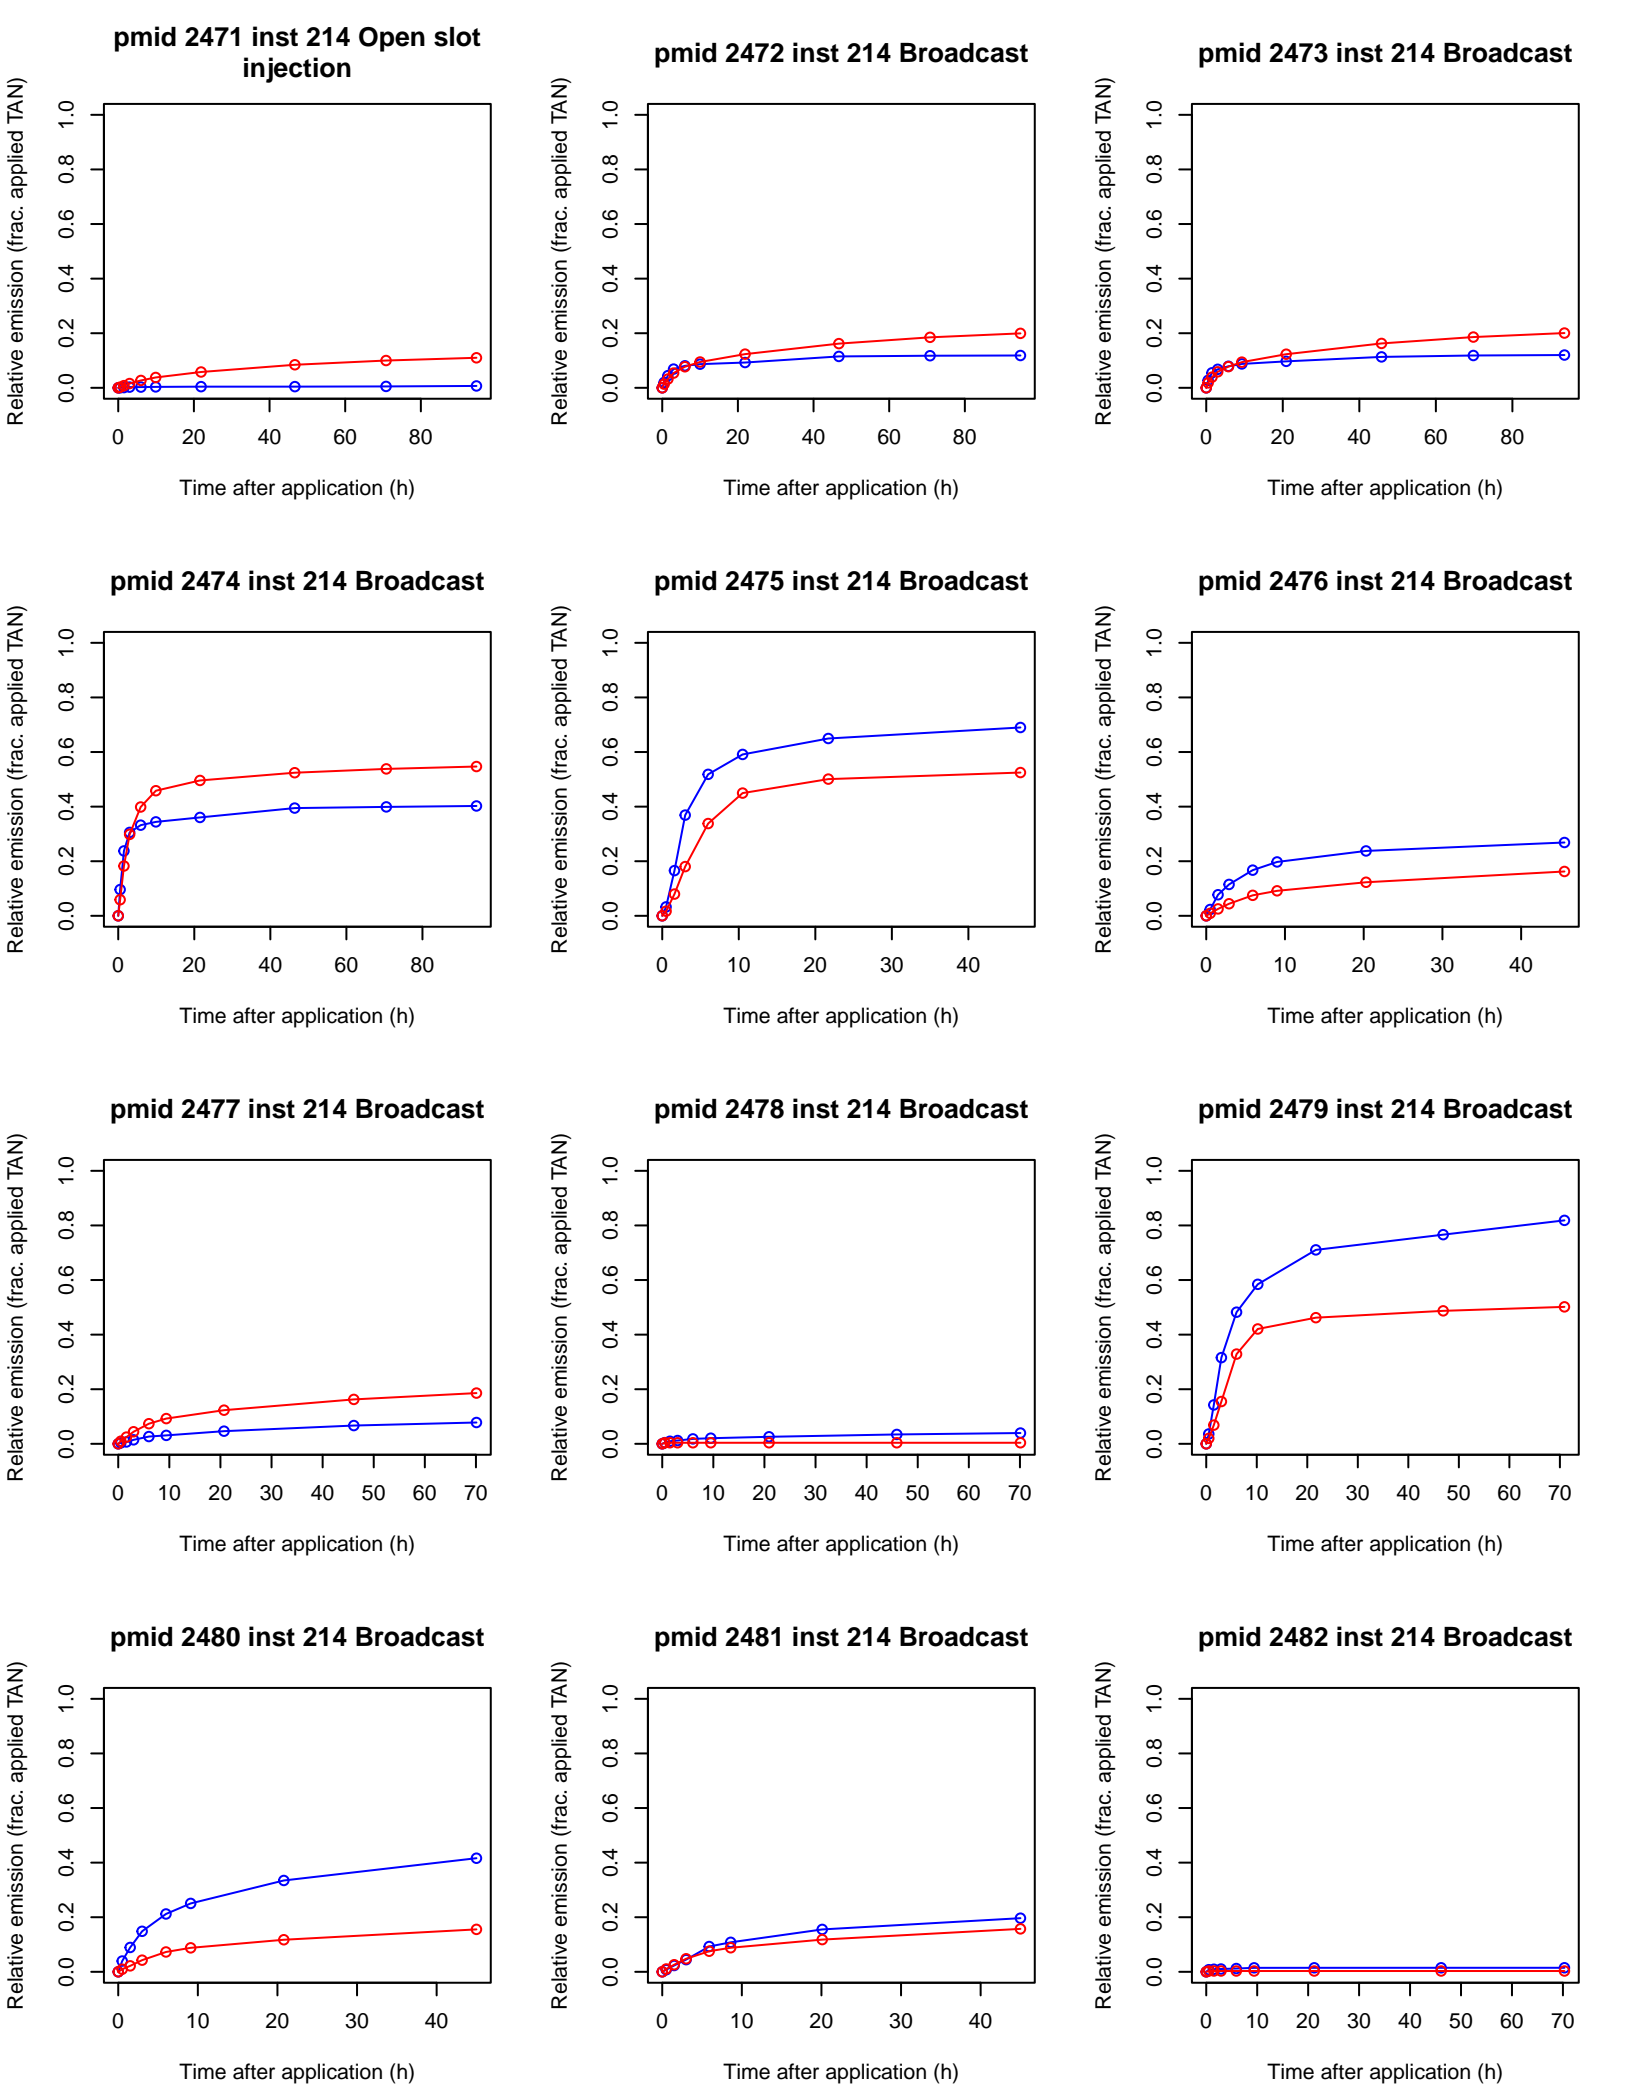 pmid 2471 inst 214 Open slot
injection
Relative emission (frac. applied TAN)
0.0 0.2 0.4 0.6 0.8 1.0
0 20 40 60 80
Time after application (h)
pmid 2472 inst 214 Broadcast
Relative emission (frac. applied TAN)
0.0 0.2 0.4 0.6 0.8 1.0
0 20 40 60 80
Time after application (h)
pmid 2473 inst 214 Broadcast
Relative emission (frac. applied TAN)
0.0 0.2 0.4 0.6 0.8 1.0
0 20 40 60 80
Time after application (h)
pmid 2474 inst 214 Broadcast
Relative emission (frac. applied TAN)
0.0 0.2 0.4 0.6 0.8 1.0
0 20 40 60 80
Time after application (h)
pmid 2475 inst 214 Broadcast
Relative emission (frac. applied TAN)
0.0 0.2 0.4 0.6 0.8 1.0
0 10 20 30 40
Time after application (h)
pmid 2476 inst 214 Broadcast
Relative emission (frac. applied TAN)
0.0 0.2 0.4 0.6 0.8 1.0
0 10 20 30 40
Time after application (h)
pmid 2477 inst 214 Broadcast
Relative emission (frac. applied TAN)
0.0 0.2 0.4 0.6 0.8 1.0
0 10 20 30 40 50 60 70
Time after application (h)
pmid 2478 inst 214 Broadcast
Relative emission (frac. applied TAN)
0.0 0.2 0.4 0.6 0.8 1.0
0 10 20 30 40 50 60 70
Time after application (h)
pmid 2479 inst 214 Broadcast
Relative emission (frac. applied TAN)
0.0 0.2 0.4 0.6 0.8 1.0
0 10 20 30 40 50 60 70
Time after application (h)
pmid 2480 inst 214 Broadcast
Relative emission (frac. applied TAN)
0.0 0.2 0.4 0.6 0.8 1.0
0 10 20 30 40
Time after application (h)
pmid 2481 inst 214 Broadcast
Relative emission (frac. applied TAN)
0.0 0.2 0.4 0.6 0.8 1.0
0 10 20 30 40
Time after application (h)
pmid 2482 inst 214 Broadcast
Relative emission (frac. applied TAN)
0.0 0.2 0.4 0.6 0.8 1.0
0 10 20 30 40 50 60 70
Time after application (h)